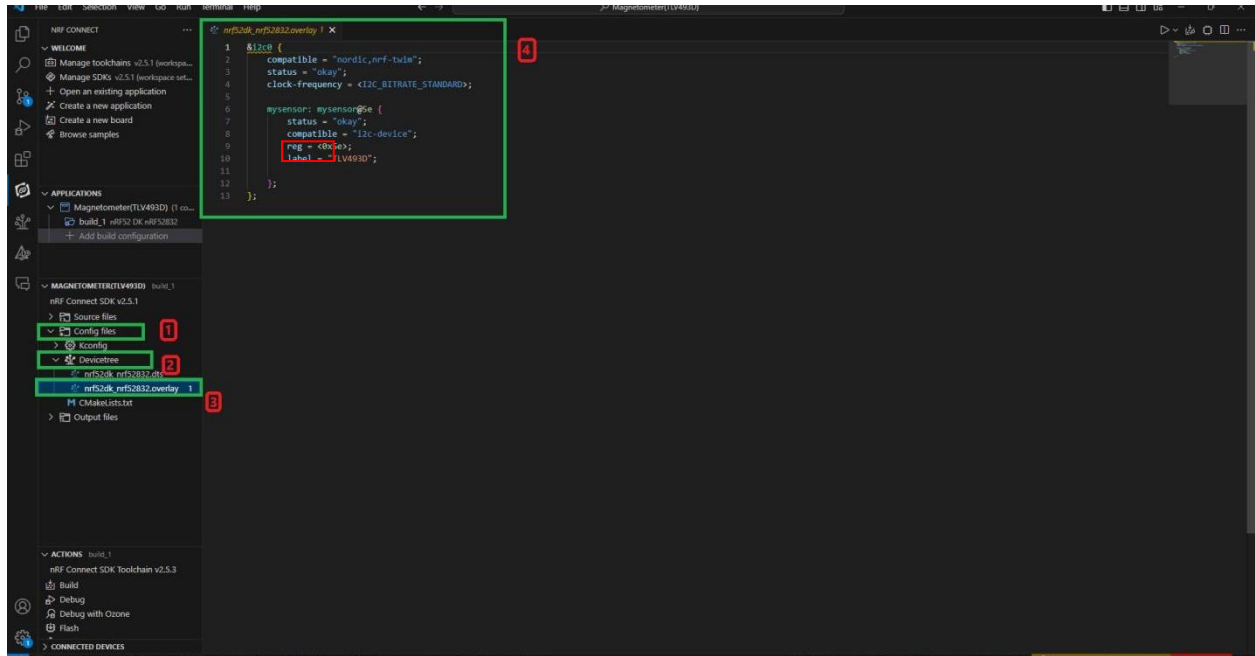 File Edit Selection View Go Run Terminal Help
Magnetometer(TLV493D)
NRF CONNECT
WELCOME
Manage toolchains v2.5.1 (workspa...
Manage SDKs v2.5.1 (workspace set...
Open an existing application
Create a new application
Create a new board
Browse samples
APPLICATIONS
Magnetometer(TLV493D) (1 co...
build_1 nRF52 DK nRF52832
+ Add build configuration
MAGNETOMETER(TLV493D) build_1
nRF Connect SDK v2.5.1
Source files
Config files
1
Kconfig
Devicetree
2
nrf52dk_nrf52832.dts
nrf52dk_nrf52832.overlay 1
3
CMakeLists.txt
Output files
ACTIONS build_1
nRF Connect SDK Toolchain v2.5.3
Build
Debug
Debug with Ozone
Flash
CONNECTED DEVICES
nrf52dk_nrf52832.overlay 1 X
4
1 &i2c0 {
2 compatible = "nordic,nrf-twim";
3 status = "okay";
4 clock-frequency = <I2C_BITRATE_STANDARD>;
5
6 mysensor: mysensor@5e {
7 status = "okay";
8 compatible = "i2c-device";
9 reg = <0x5e>;
10 label = "TLV493D";
11
12 };
13 };